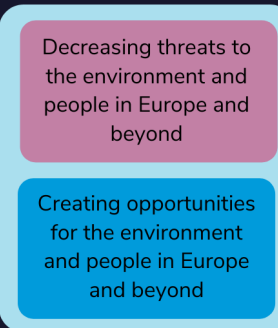 Decreasing threats to
the environment and
people in Europe and
beyond
Creating opportunities
for the environment
and people in Europe
and beyond